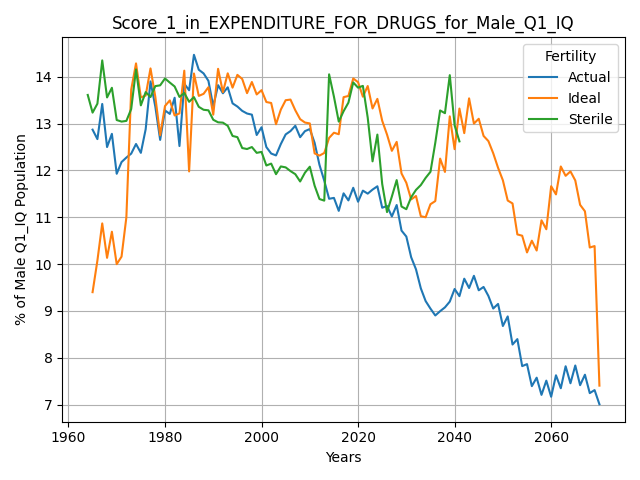 Score_1_in_EXPENDITURE_FOR_DRUGS_for_Male_Q1_IQ
Fertility
Actual
Ideal
Sterile
% of Male Q1_IQ Population
14
13
12
11
10
9
8
7
1960
1980
2000
2020
2040
2060
Years